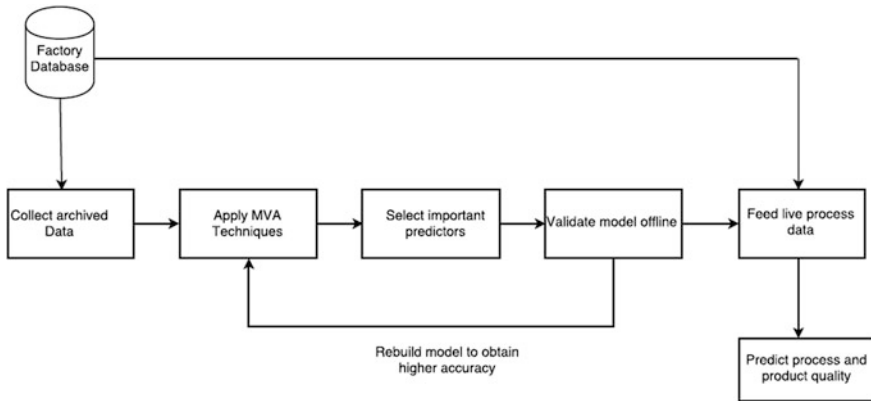 Factory
Database
Collect archived
Data
Apply MVA
Techniques
Select important
predictors
Validate model offline
Feed live process
data
Rebuild model to obtain
higher accuracy
Predict process and
product quality